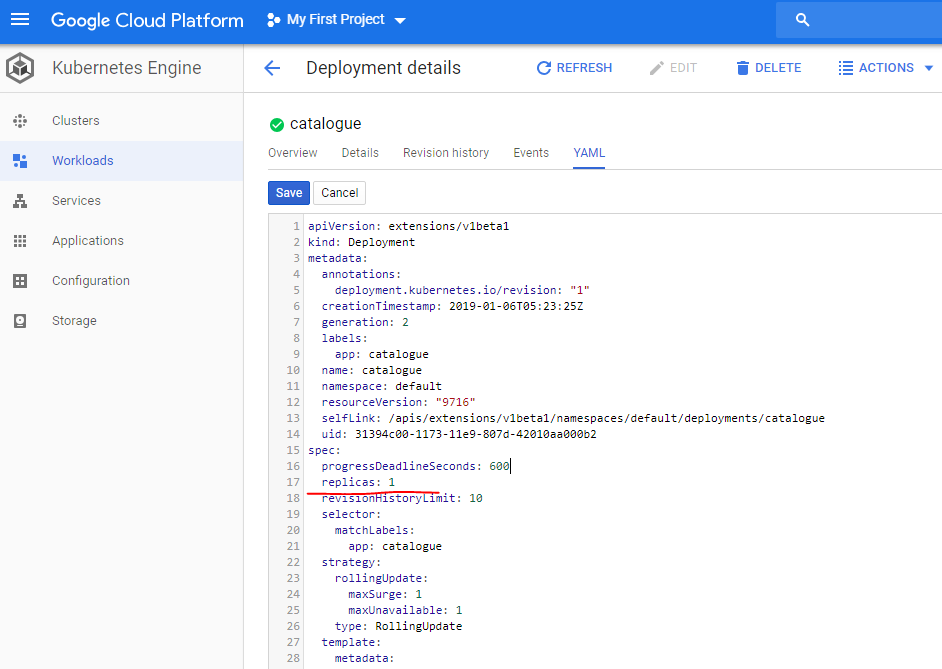 Google Cloud Platform My First Project
Kubernetes Engine
Deployment details REFRESH EDIT DELETE ACTIONS
Clusters
Workloads
Services
Applications
Configuration
Storage
catalogue
Overview Details Revision history Events YAML
Save Cancel
1 apiVersion: extensions/v1beta1
2 kind: Deployment
3 metadata:
4 annotations:
5 deployment.kubernetes.io/revision: "1"
6 creationTimestamp: 2019-01-06T05:23:25Z
7 generation: 2
8 labels:
9 app: catalogue
10 name: catalogue
11 namespace: default
12 resourceVersion: "9716"
13 selfLink: /apis/extensions/v1beta1/namespaces/default/deployments/catalogue
14 uid: 31394c00-1173-11e9-807d-42010aa000b2
15 spec:
16 progressDeadlineSeconds: 600
17 replicas: 1
18 revisionHistoryLimit: 10
19 selector:
20 matchLabels:
21 app: catalogue
22 strategy:
23 rollingUpdate:
24 maxSurge: 1
25 maxUnavailable: 1
26 type: RollingUpdate
27 template:
28 metadata: